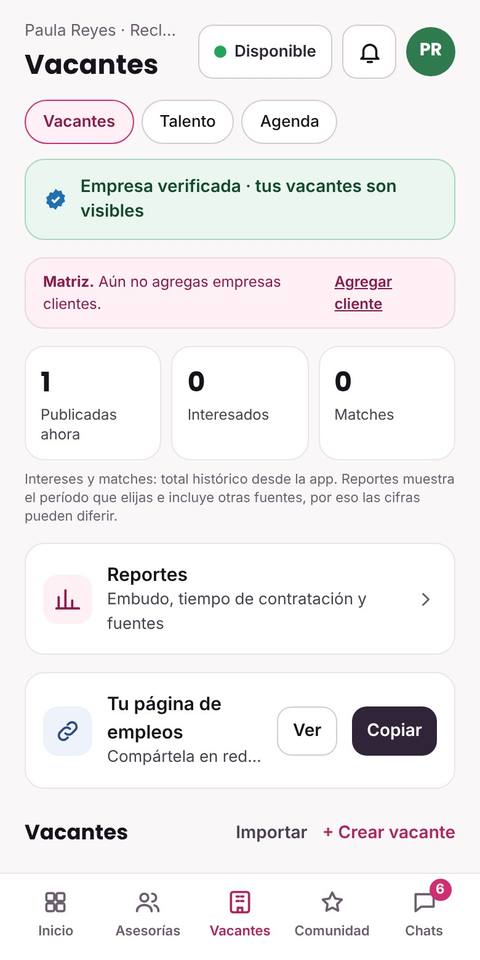 Paula Reyes · Recl...
Vacantes
Disponible
PR
Vacantes
Talento
Agenda
Empresa verificada · tus vacantes son
visibles
Matriz. Aún no agregas empresas
clientes.
Agregar
cliente
1
Publicadas
ahora
0
Interesados
0
Matches
Intereses y matches: total histórico desde la app. Reportes muestra
el período que elijas e incluye otras fuentes, por eso las cifras
pueden diferir.
Reportes
Embudo, tiempo de contratación y
fuentes
Tu página de
empleos
Compártela en red...
Ver
Copiar
Vacantes
Importar
+ Crear vacante
6
Inicio
Asesorías
Vacantes
Comunidad
Chats